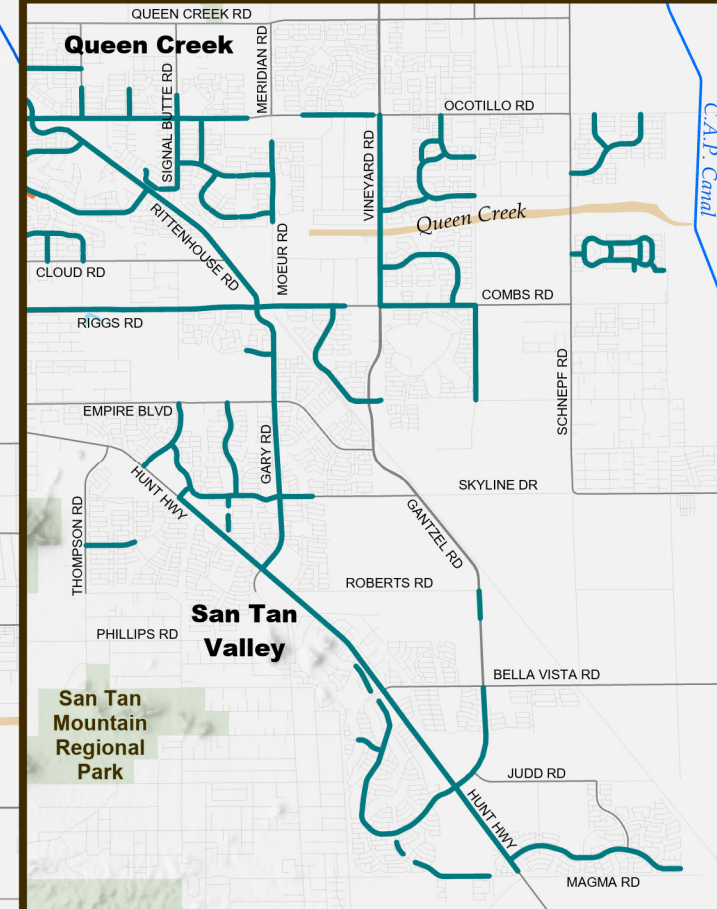 QUEEN CREEK RD
Queen Creek
MERIDIAN RD
SIGNAL BUTTE RD
OCOTILLO RD
C.A.P. Canal
VINEYARD RD
RITTENHOUSE RD
Queen Creek
MOEUR RD
CLOUD RD
COMBS RD
RIGGS RD
SCHNEPF RD
EMPIRE BLVD
GARY RD
HUNT HWY
SKYLINE DR
THOMPSON RD
GANTZEL RD
ROBERTS RD
San Tan
Valley
PHILLIPS RD
BELLA VISTA RD
San Tan
Mountain
Regional
Park
JUDD RD
HUNT HWY
MAGMA RD